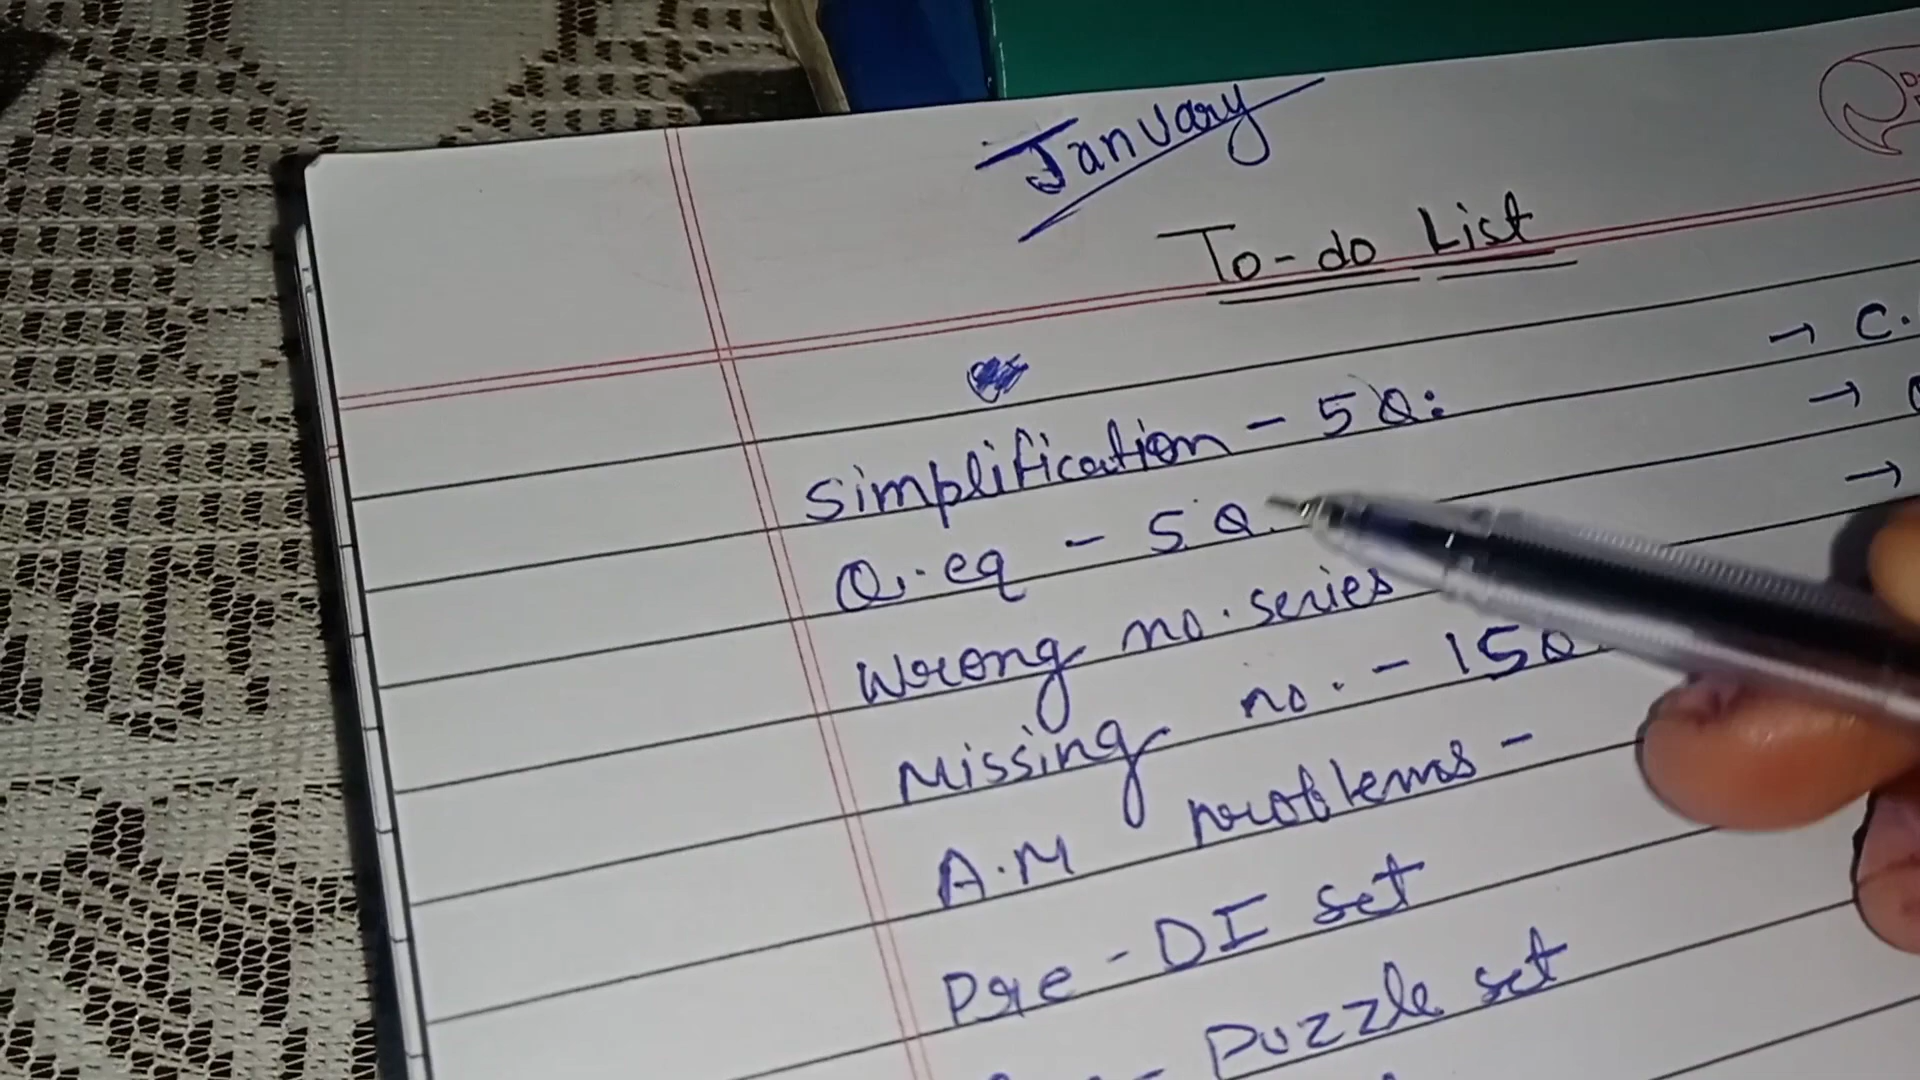 January
To-do List
→ C.
Simplification - 5Q.
→
Q. eq - 5Q.
→
Wrong no. series
Missing no. - 15Q.
A.M problems -
Pre - DI set
- Puzzle set